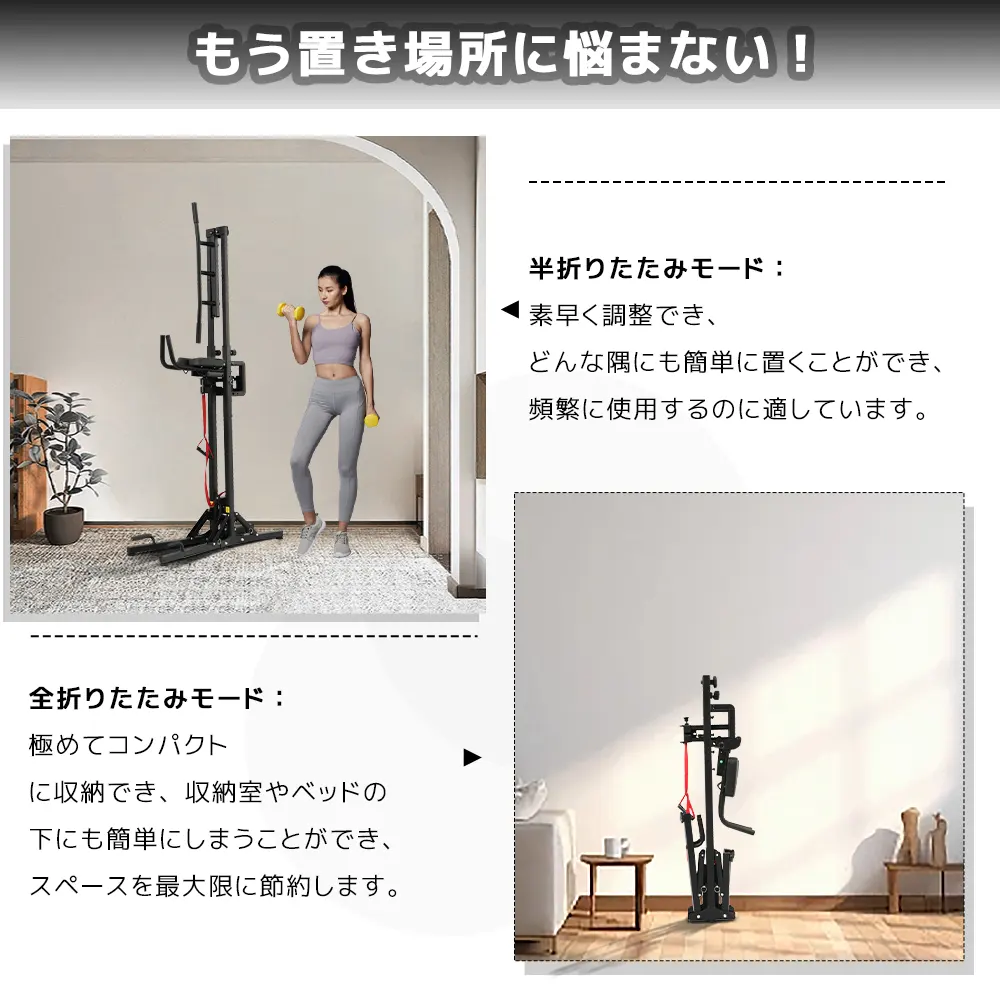 もう置き場所に悩まない！
半折りたたみモード：
素早く調整でき、
どんな隅にも簡単に置くことができ、
頻繁に使用するのに適しています。
全折りたたみモード：
極めてコンパクト
に収納でき、収納室やベッドの
下にも簡単にしまうことができ、
スペースを最大限に節約します。